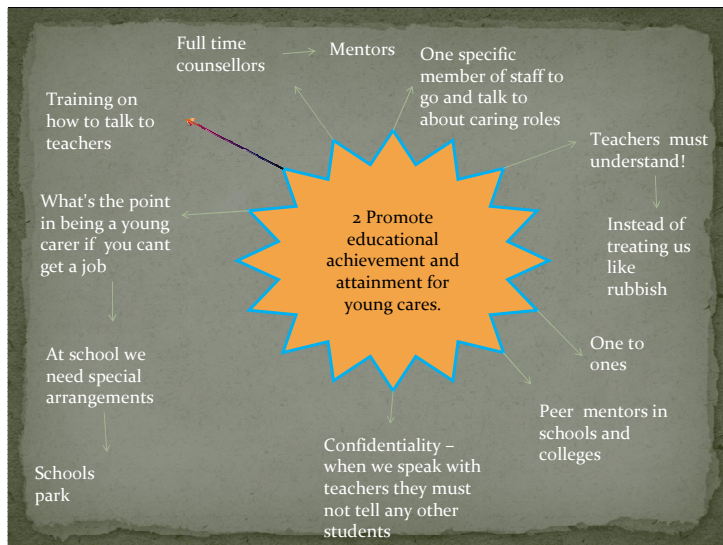 Full time
counsellors
Mentors
One specific
member of staff to
go and talk to
about caring roles
Training on
how to talk to
teachers
Teachers must
understand!
What's the point
in being a young
carer if you cant
get a job
2 Promote
educational
achievement and
attainment for
young cares.
Instead of
treating us
like
rubbish
At school we
need special
arrangements
One to
ones
Peer mentors in
schools and
colleges
Confidentiality –
when we speak with
teachers they must
not tell any other
students
Schools
park